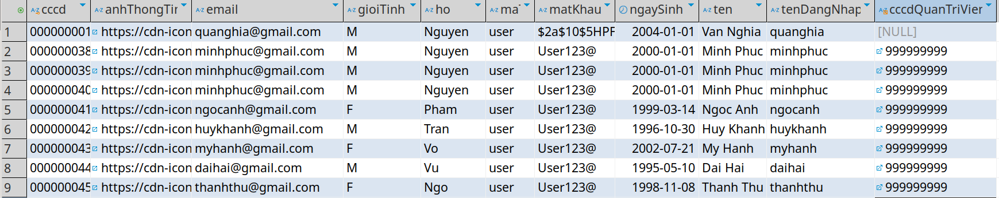 cccd anhThongTir email gioiTinh ho ma matKhau ngaySinh ten tenDangNhap cccdQuanTriVier
1 000000001 https://cdn-icon quanghia@gmail.com M Nguyen user $2a$10$5HPF 2004-01-01 Van Nghia quanghia [NULL]
2 000000038 https://cdn-icon minhphuc@gmail.com M Nguyen user User123@ 2000-01-01 Minh Phuc minhphuc 999999999
3 000000039 https://cdn-icon minhphuc@gmail.com M Nguyen user User123@ 2000-01-01 Minh Phuc minhphuc 999999999
4 000000040 https://cdn-icon minhphuc@gmail.com M Nguyen user User123@ 2000-01-01 Minh Phuc minhphuc 999999999
5 000000041 https://cdn-icon ngocanh@gmail.com F Pham user User123@ 1999-03-14 Ngoc Anh ngocanh 999999999
6 000000042 https://cdn-icon huykhanh@gmail.com M Tran user User123@ 1996-10-30 Huy Khanh huykhanh 999999999
7 000000043 https://cdn-icon myhanh@gmail.com F Vo user User123@ 2002-07-21 My Hanh myhanh 999999999
8 000000044 https://cdn-icon daihai@gmail.com M Vu user User123@ 1995-05-10 Dai Hai daihai 999999999
9 000000045 https://cdn-icon thanhthu@gmail.com F Ngo user User123@ 1998-11-08 Thanh Thu thanhthu 999999999